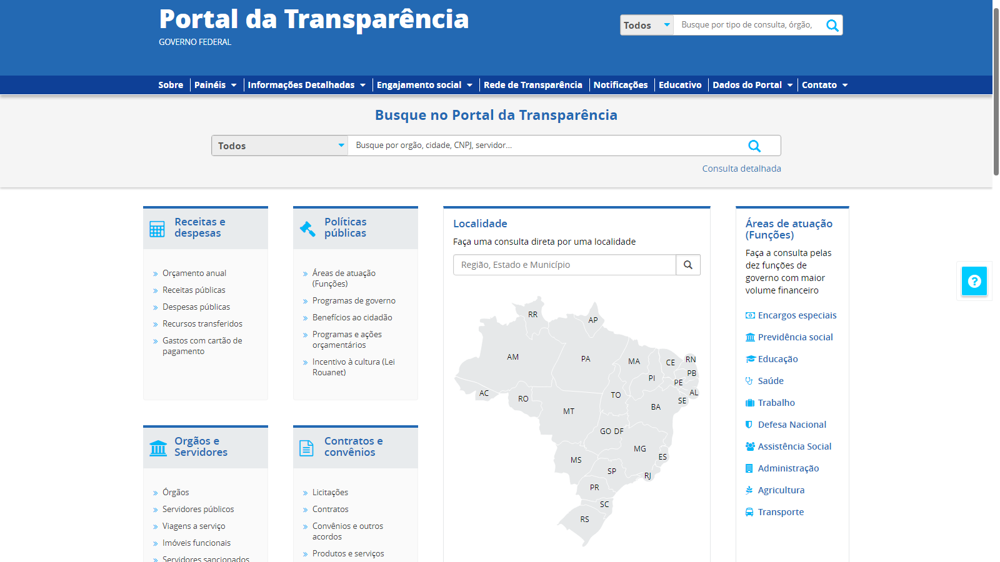 Portal da Transparência
GOVERNO FEDERAL
Todos
Busque por tipo de consulta, órgão,
Sobre
Painéis
Informações Detalhadas
Engajamento social
Rede de Transparência
Notificações
Educativo
Dados do Portal
Contato
Busque no Portal da Transparência
Todos
Busque por orgão, cidade, CNPJ, servidor...
Consulta detalhada
Receitas e
despesas
Orçamento anual
Receitas públicas
Despesas públicas
Recursos transferidos
Gastos com cartão de
pagamento
Políticas
públicas
Áreas de atuação
(Funções)
Programas de governo
Benefícios ao cidadão
Programas e ações
orçamentários
Incentivo à cultura (Lei
Rouanet)
Orgãos e
Servidores
Órgãos
Servidores públicos
Viagens a serviço
Imóveis funcionais
Servidores sancionados
Contratos e
convênios
Licitações
Contratos
Convênios e outros
acordos
Produtos e serviços
Localidade
Faça uma consulta direta por uma localidade
Região, Estado e Município
RR
AP
AM
PA
MA
CE
RN
PI
PB
PE
AC
RO
TO
AL
SE
MT
BA
GO DF
MG
MS
ES
SP
RJ
PR
SC
RS
Áreas de atuação
(Funções)
Faça a consulta pelas
dez funções de
governo com maior
volume financeiro
Encargos especiais
Previdência social
Educação
Saúde
Trabalho
Defesa Nacional
Assistência Social
Administração
Agricultura
Transporte
?